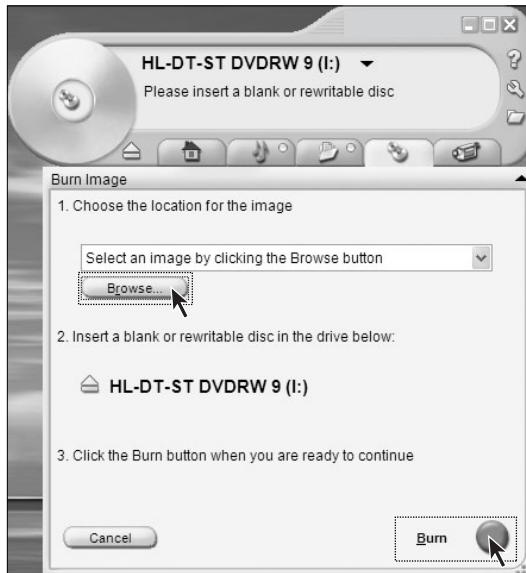 HL-DT-ST DVDRW 9 (I:)
Please insert a blank or rewritable disc
Burn Image
1. Choose the location for the image
Select an image by clicking the Browse button
Browse...
2. Insert a blank or rewritable disc in the drive below:
HL-DT-ST DVDRW 9 (I:)
3. Click the Burn button when you are ready to continue
Cancel
Burn